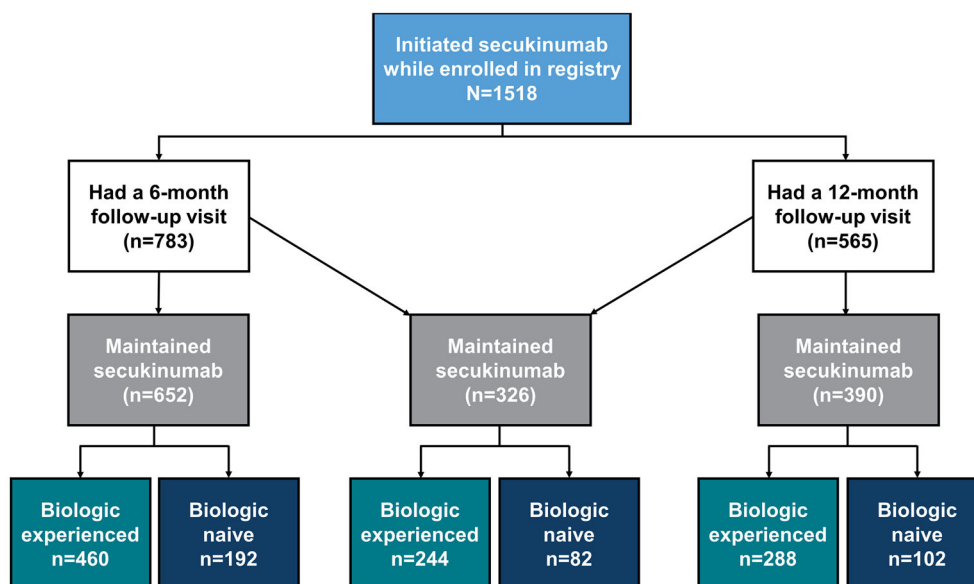 Initiated secukinumab
while enrolled in registry
N=1518
Had a 6-month
follow-up visit
(n=783)
Had a 12-month
follow-up visit
(n=565)
Maintained
secukinumab
(n=652)
Maintained
secukinumab
(n=326)
Maintained
secukinumab
(n=390)
Biologic
experienced
n=460
Biologic
naive
n=192
Biologic
experienced
n=244
Biologic
naive
n=82
Biologic
experienced
n=288
Biologic
naive
n=102